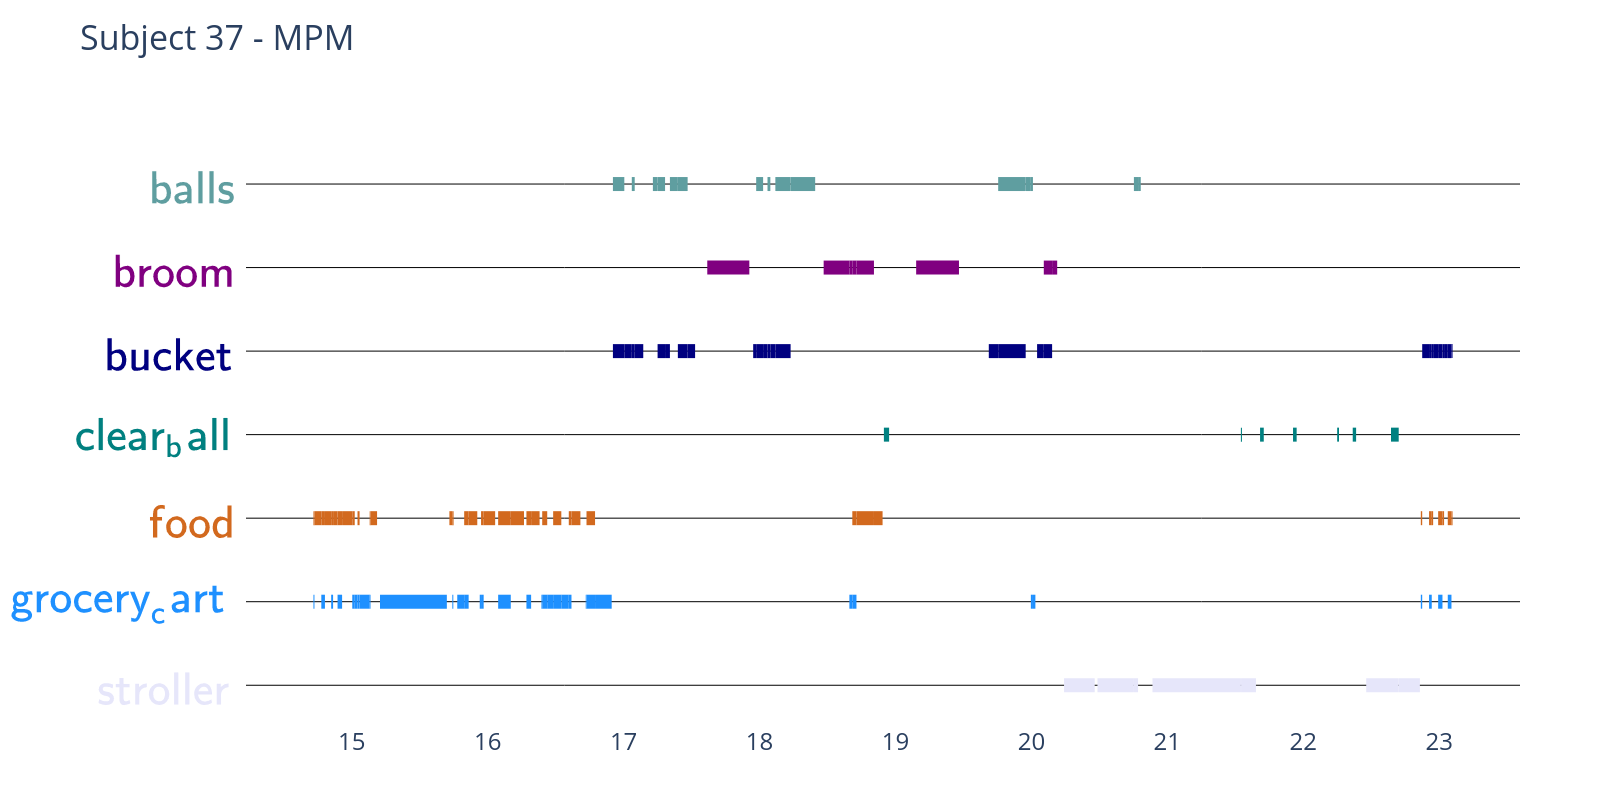 Subject 37 - MPM
balls
broom
bucket
clear_ball
food
grocery_cart
stroller
15 16 17 18 19 20 21 22 23